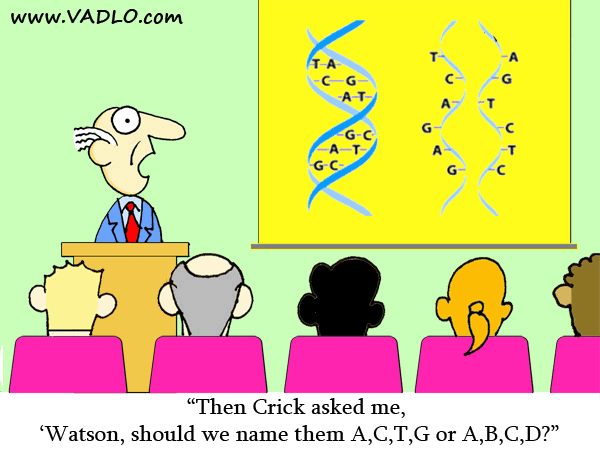 www.VADLO.com
T-A
C-G
A-T
G-C
A-T
G-C
T A
C G
A T
G C
A T
G C
“Then Crick asked me,
‘Watson, should we name them A,C,T,G or A,B,C,D?”